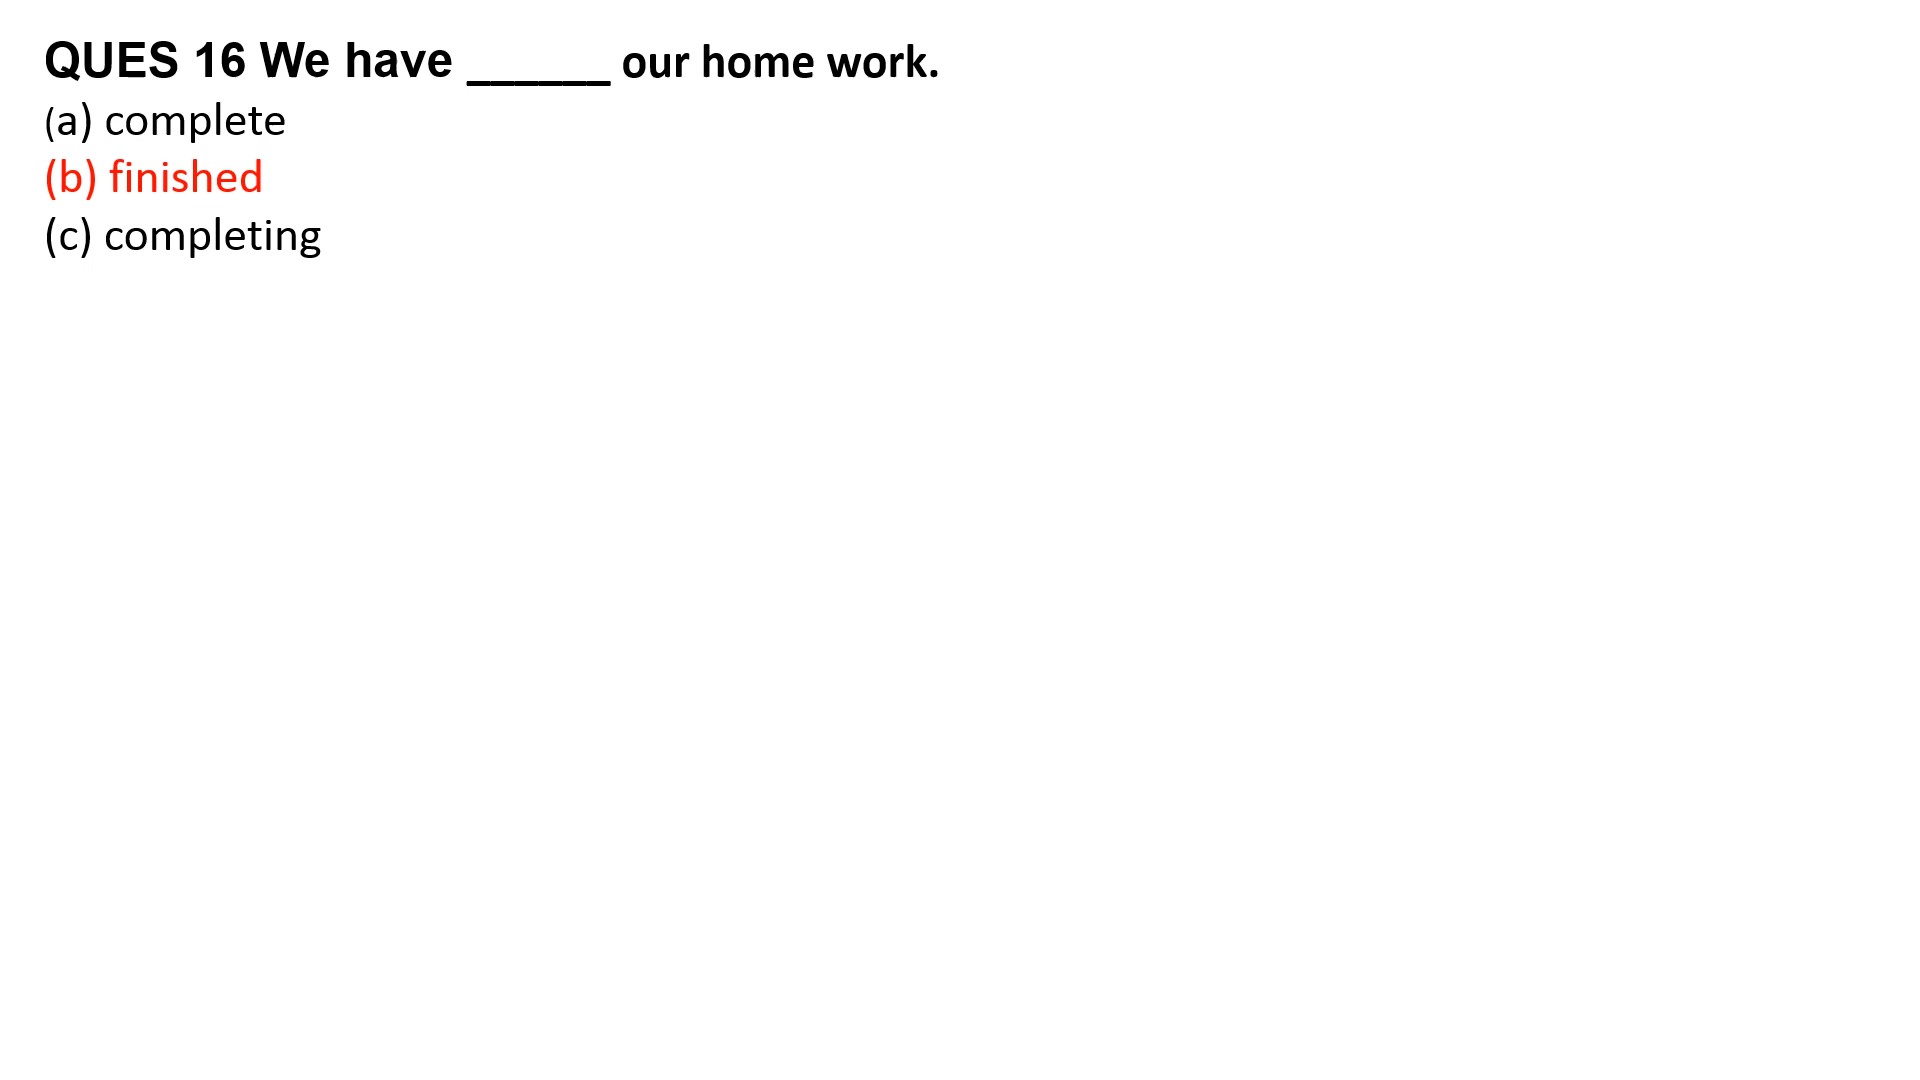 QUES 16 We have ______ our home work.
(a) complete
(b) finished
(c) completing